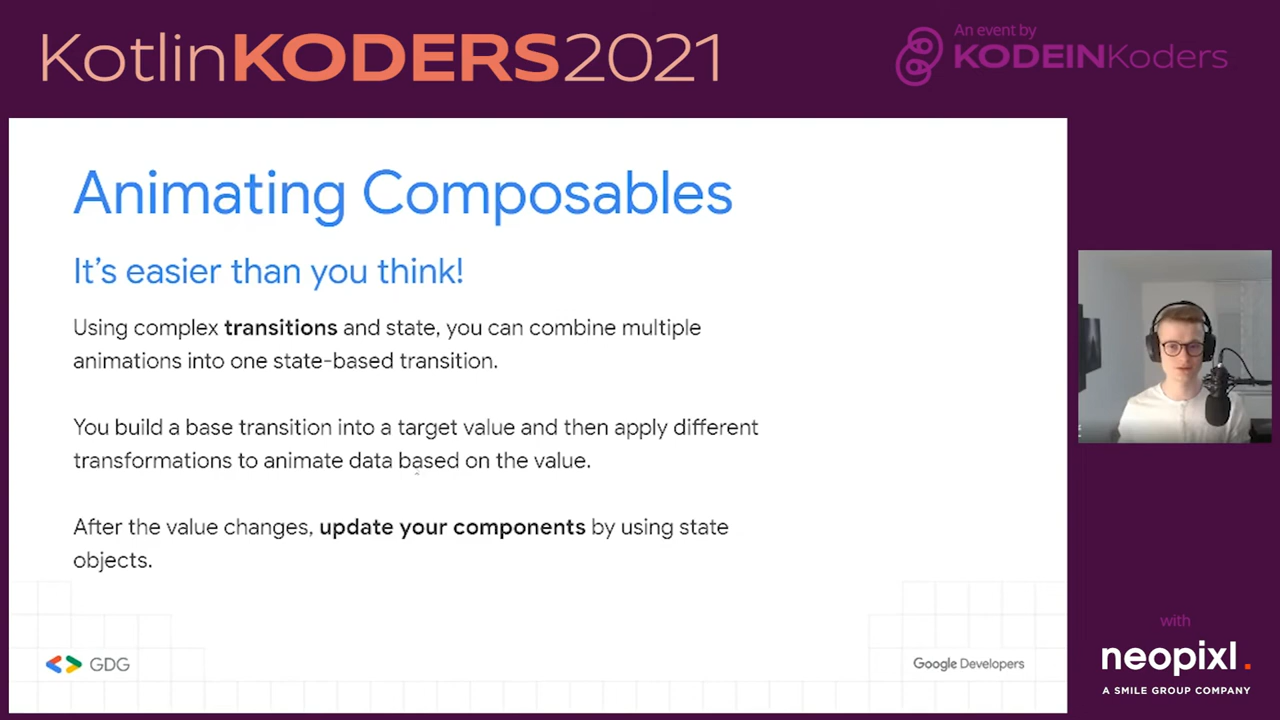 KotlinKODERS2021
An event by
KODEINKoders
Animating Composables
It's easier than you think!
Using complex transitions and state, you can combine multiple
animations into one state-based transition.
You build a base transition into a target value and then apply different
transformations to animate data based on the value.
After the value changes, update your components by using state
objects.
GDG
Google Developers
with
neopixl.
A SMILE GROUP COMPANY